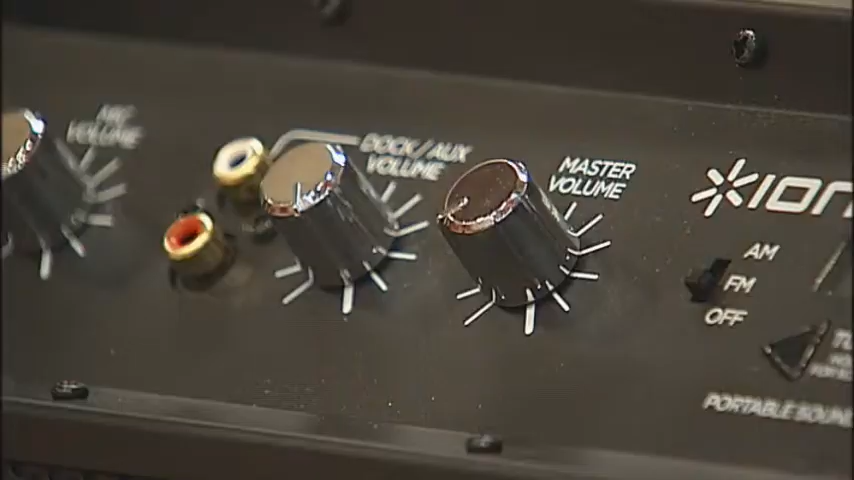 MIC
VOLUME
DOCK/AUX
VOLUME
MASTER
VOLUME
ION
AM
FM
OFF
PORTABLE SOUND